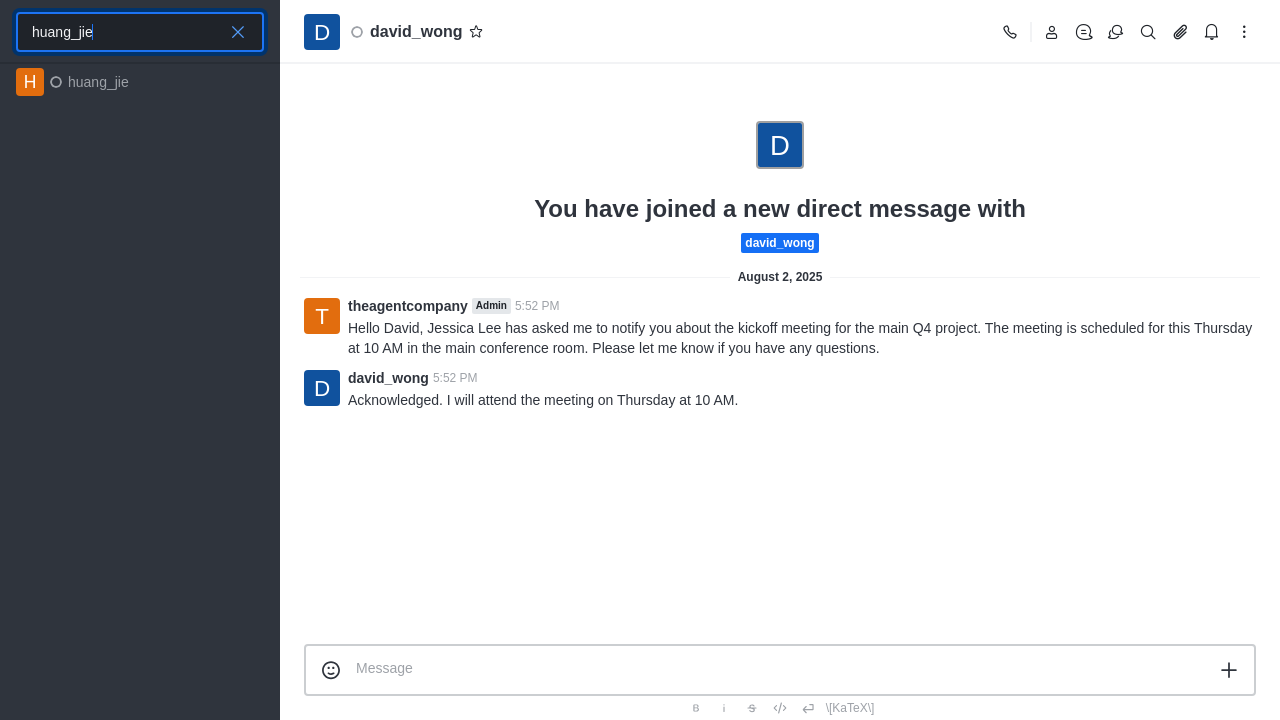 huang_jie
H huang_jie
D david_wong
D
You have joined a new direct message with
david_wong
August 2, 2025
T theagentcompany Admin 5:52 PM
Hello David, Jessica Lee has asked me to notify you about the kickoff meeting for the main Q4 project. The meeting is scheduled for this Thursday
at 10 AM in the main conference room. Please let me know if you have any questions.
D david_wong 5:52 PM
Acknowledged. I will attend the meeting on Thursday at 10 AM.
Message
B i S \[KaTeX\]